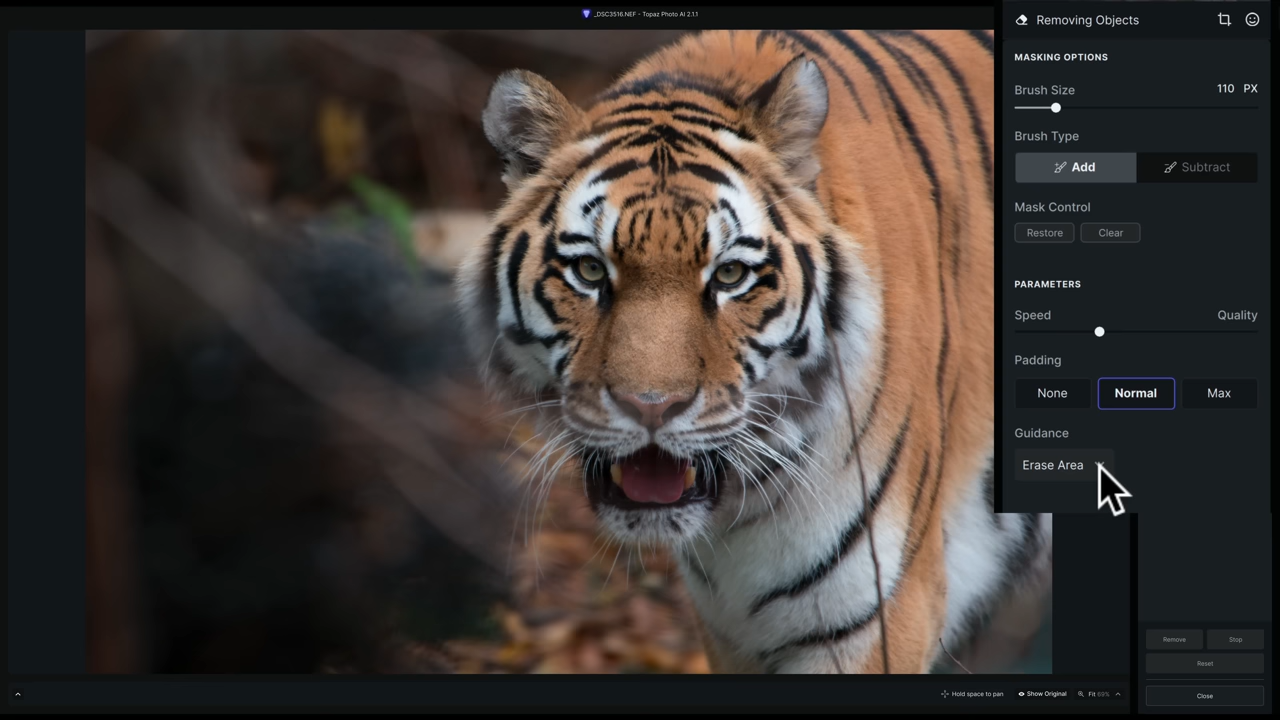 _DSC3516.NEF - Topaz Photo AI 2.1.1
Removing Objects
MASKING OPTIONS
Brush Size 110 PX
Brush Type
Add Subtract
Mask Control
Restore Clear
PARAMETERS
Speed Quality
Padding
None Normal Max
Guidance
Erase Area
Remove Stop
Reset
Close
Hold space to pan Show Original Fit 69%